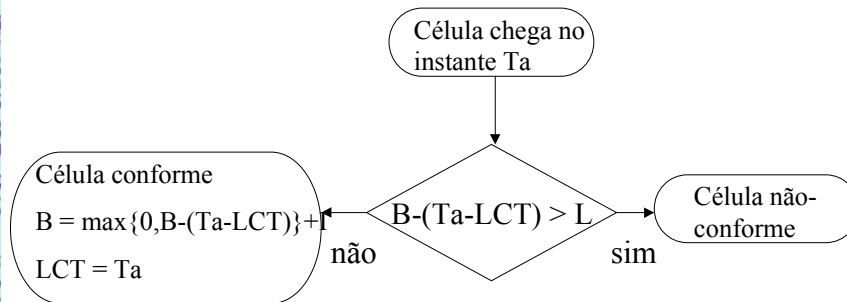 Célula chega no
instante Ta
Célula conforme
B = max{0,B-(Ta-LCT)}+I
LCT = Ta
não
B-(Ta-LCT) > L
sim
Célula não-
conforme